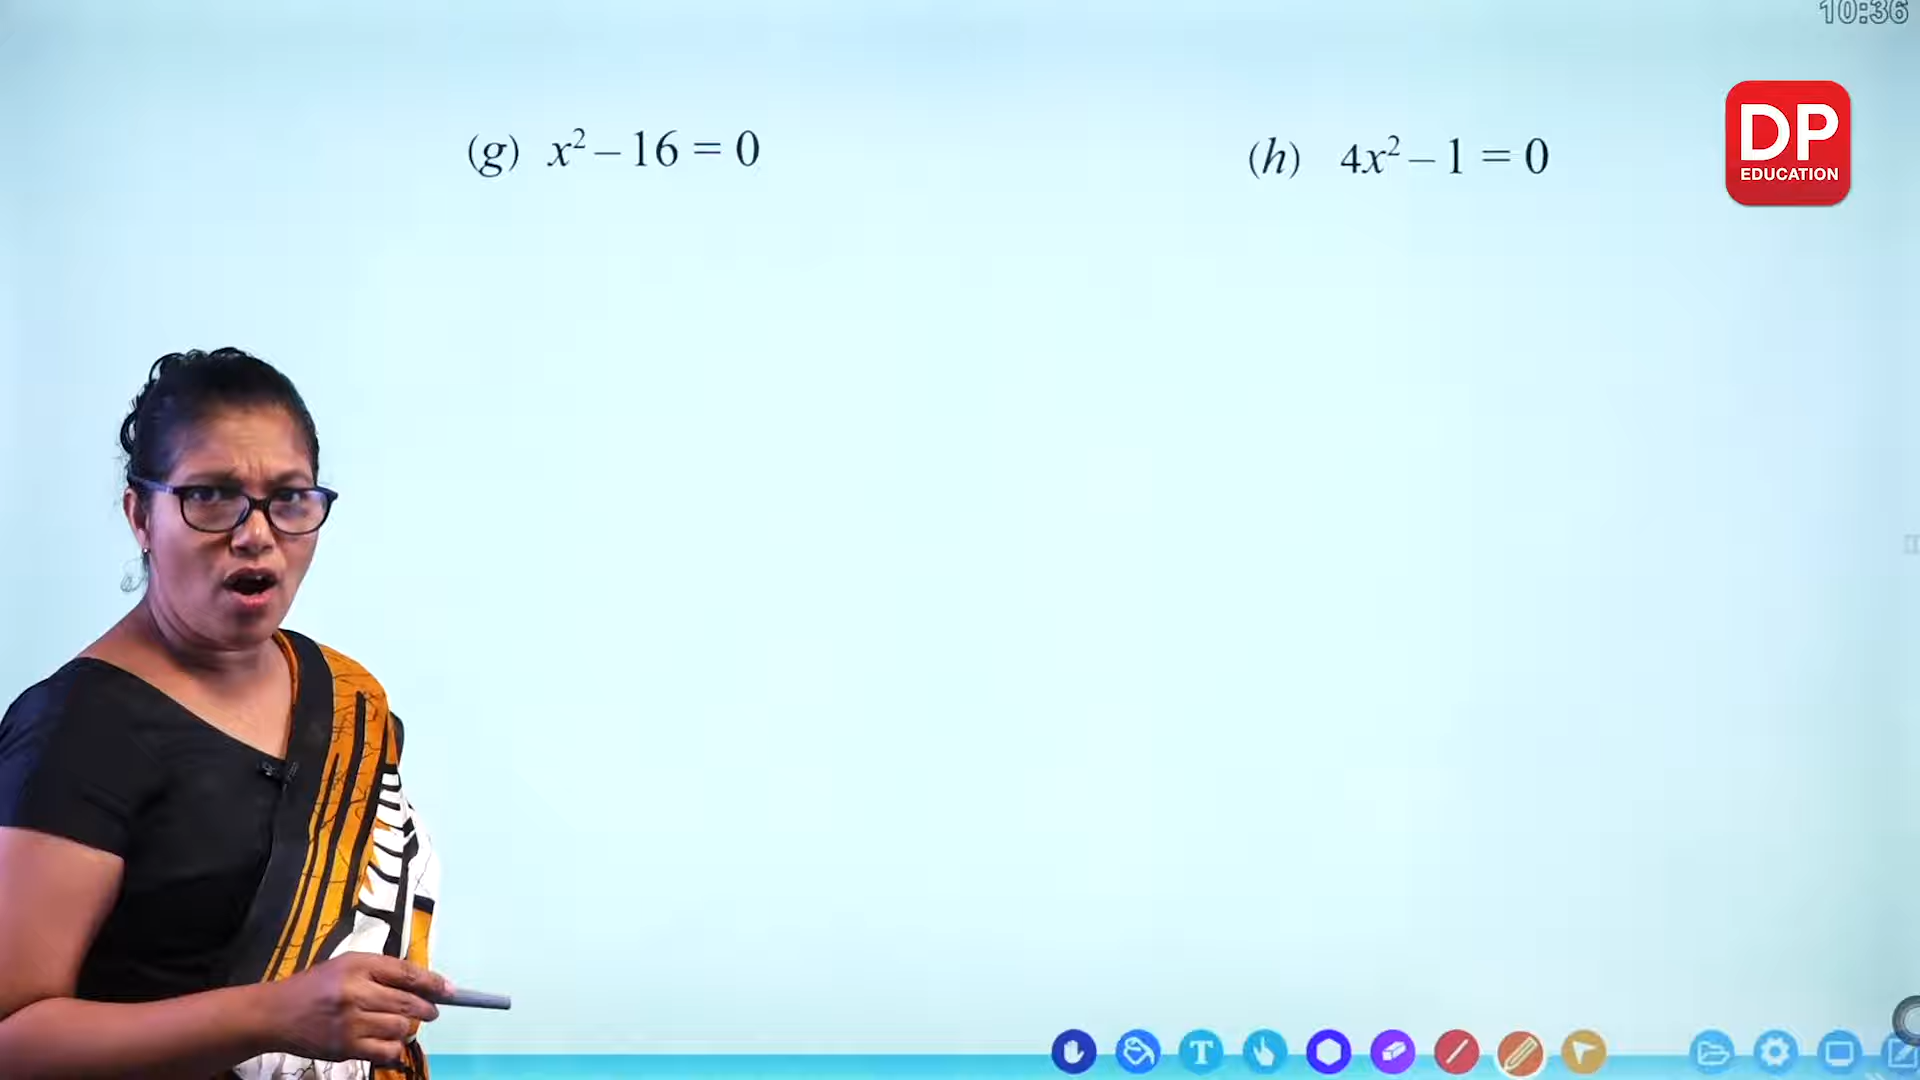 10:36
(g) x² – 16 = 0
(h) 4x² – 1 = 0
DP
EDUCATION
T